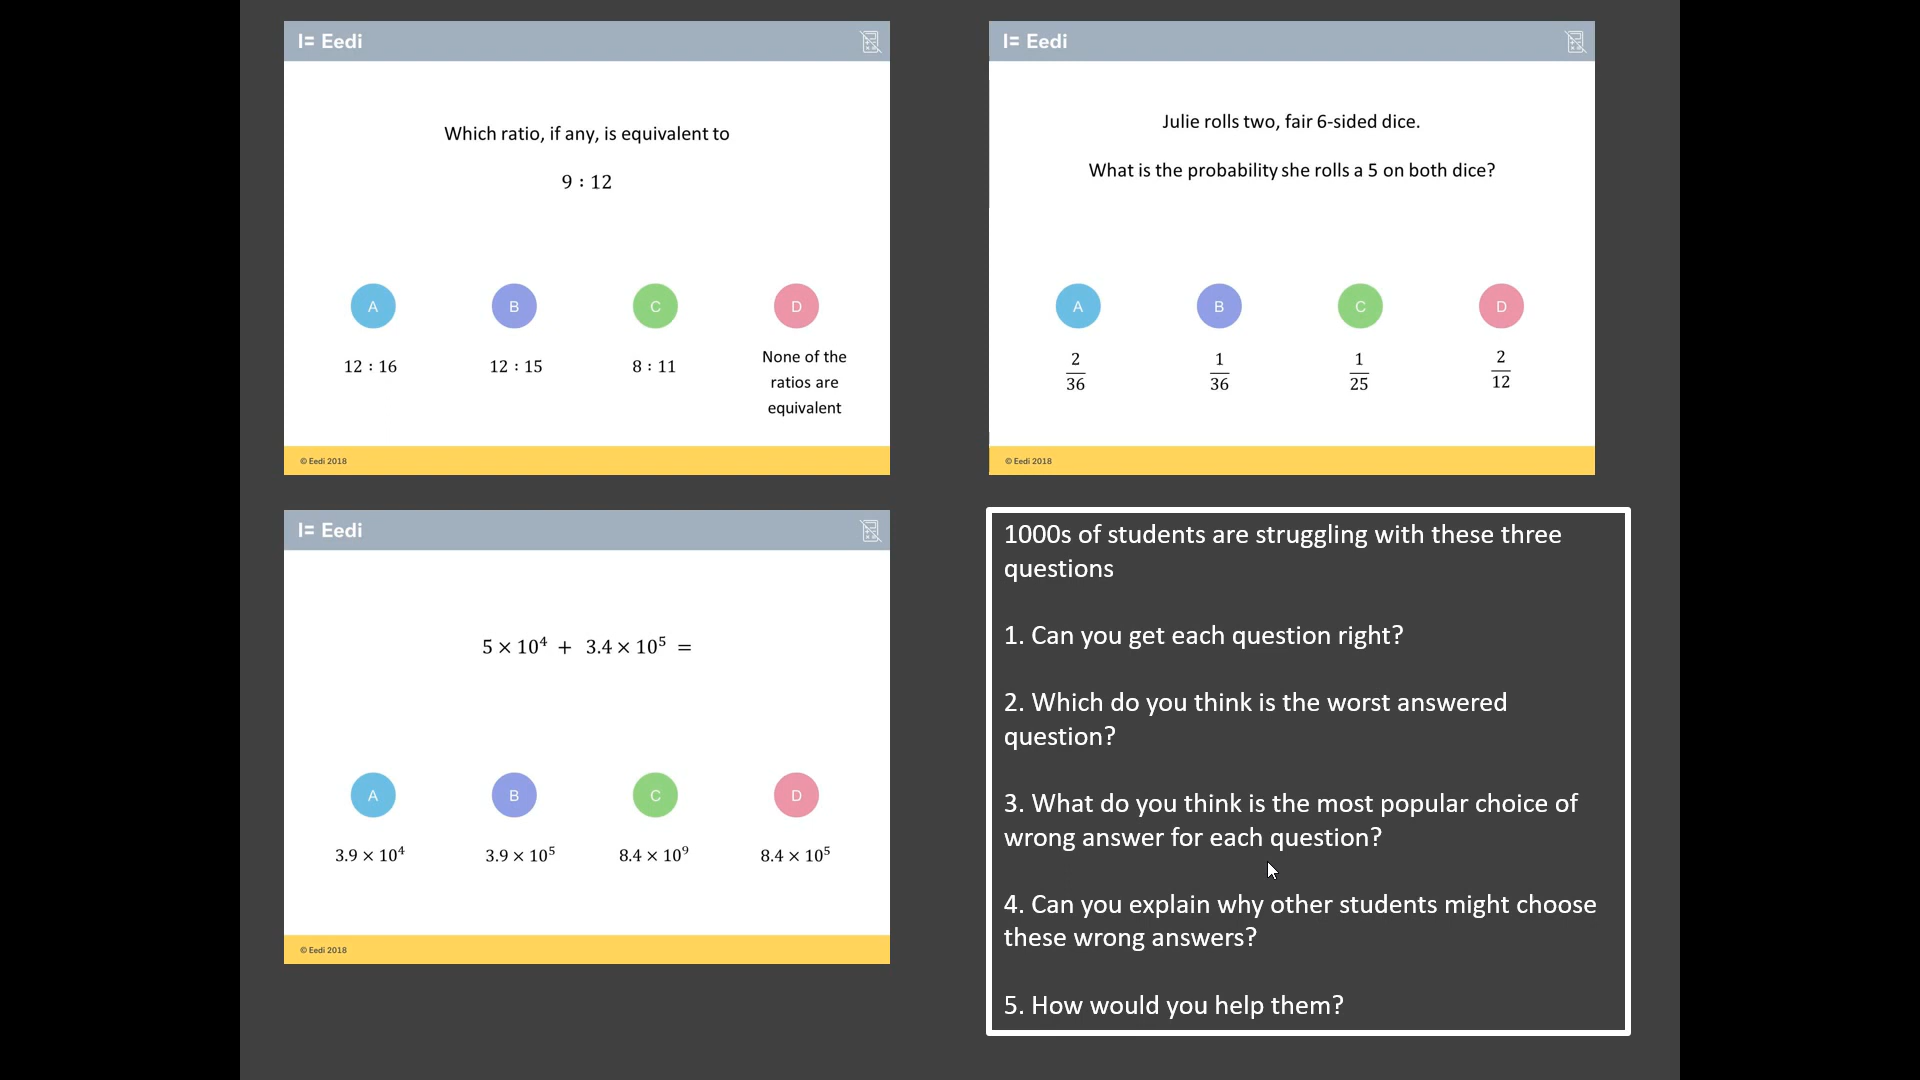 I= Eedi
Which ratio, if any, is equivalent to
9 : 12
A B C D
12 : 16 12 : 15 8 : 11 None of the
ratios are
equivalent
© Eedi 2018
I= Eedi
Julie rolls two, fair 6-sided dice.
What is the probability she rolls a 5 on both dice?
A B C D
2/36 1/36 1/25 2/12
© Eedi 2018
I= Eedi
5 × 10⁴ + 3.4 × 10⁵ =
A B C D
3.9 × 10⁴ 3.9 × 10⁵ 8.4 × 10⁹ 8.4 × 10⁵
© Eedi 2018
1000s of students are struggling with these three
questions
1. Can you get each question right?
2. Which do you think is the worst answered
question?
3. What do you think is the most popular choice of
wrong answer for each question?
4. Can you explain why other students might choose
these wrong answers?
5. How would you help them?